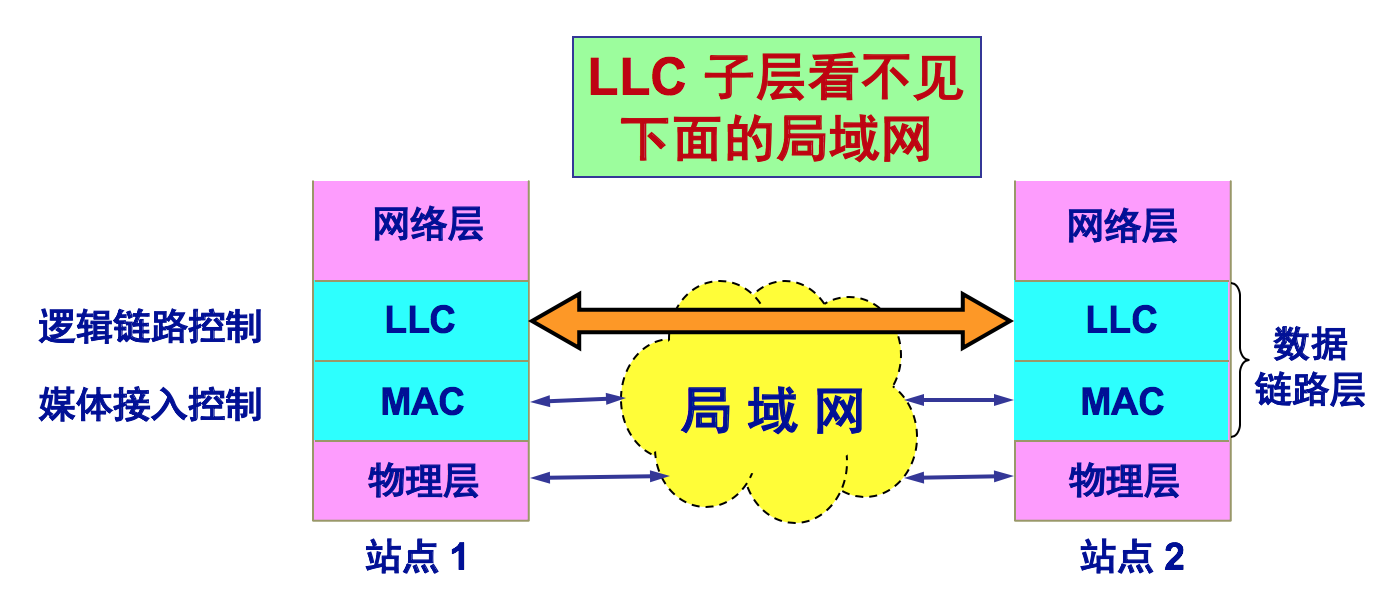 LLC 子层看不见
下面的局域网
网络层
网络层
逻辑链路控制
LLC
LLC
数据
链路层
媒体接入控制
MAC
局 域 网
MAC
物理层
物理层
站点 1
站点 2